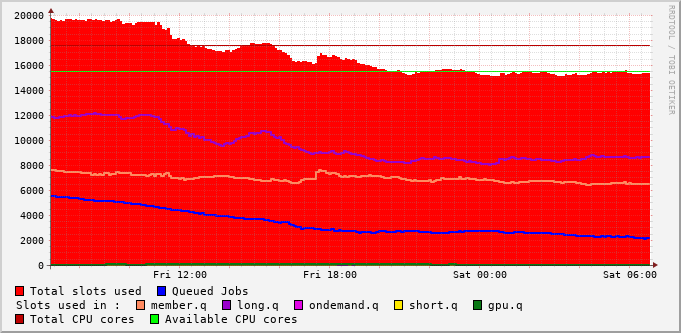 20000
18000
16000
14000
12000
10000
8000
6000
4000
2000
0
Fri 12:00 Fri 18:00 Sat 00:00 Sat 06:00
RRDTOOL / TOBI OETIKER
Total slots used Queued Jobs
Slots used in : member.q long.q ondemand.q short.q gpu.q
Total CPU cores Available CPU cores